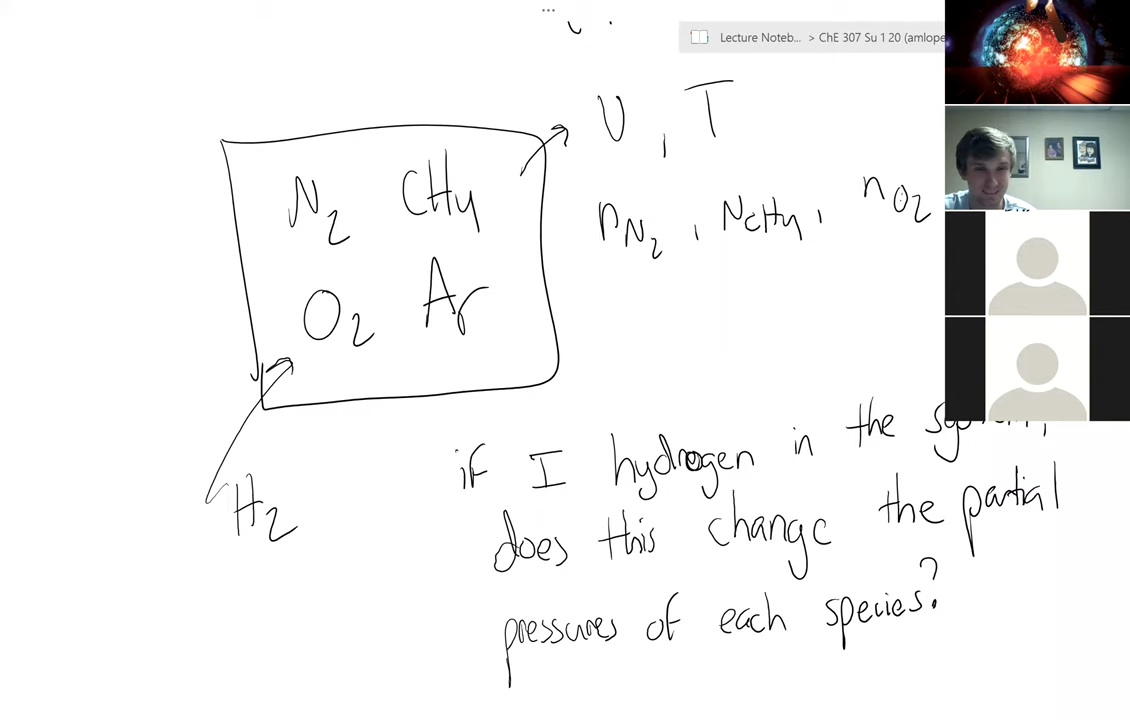 Lecture Noteb... > ChE 307 Su 1 20 (amlope
V , T
N2 CH4
nN2 , NCH4 , nO2
O2 Ar
H2
if I hydrogen in the
does this change the partial
pressures of each species?